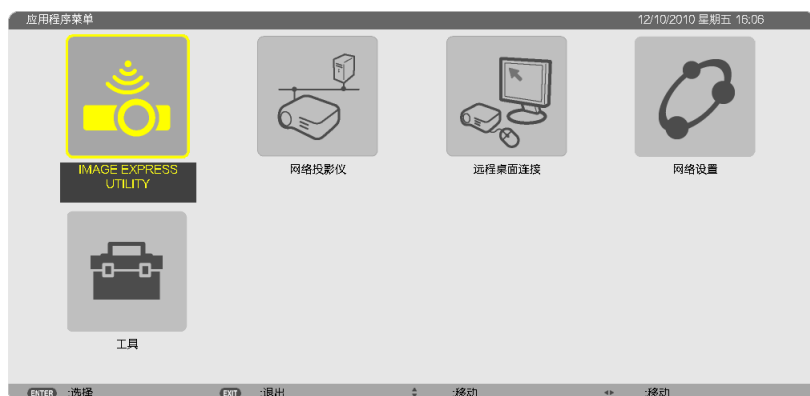 应用程序菜单
12/10/2010 星期五 16:06
IMAGE EXPRESS
UTILITY
网络投影仪
远程桌面连接
网络设置
工具
ENTER :选择
EXIT :退出
:移动
:移动